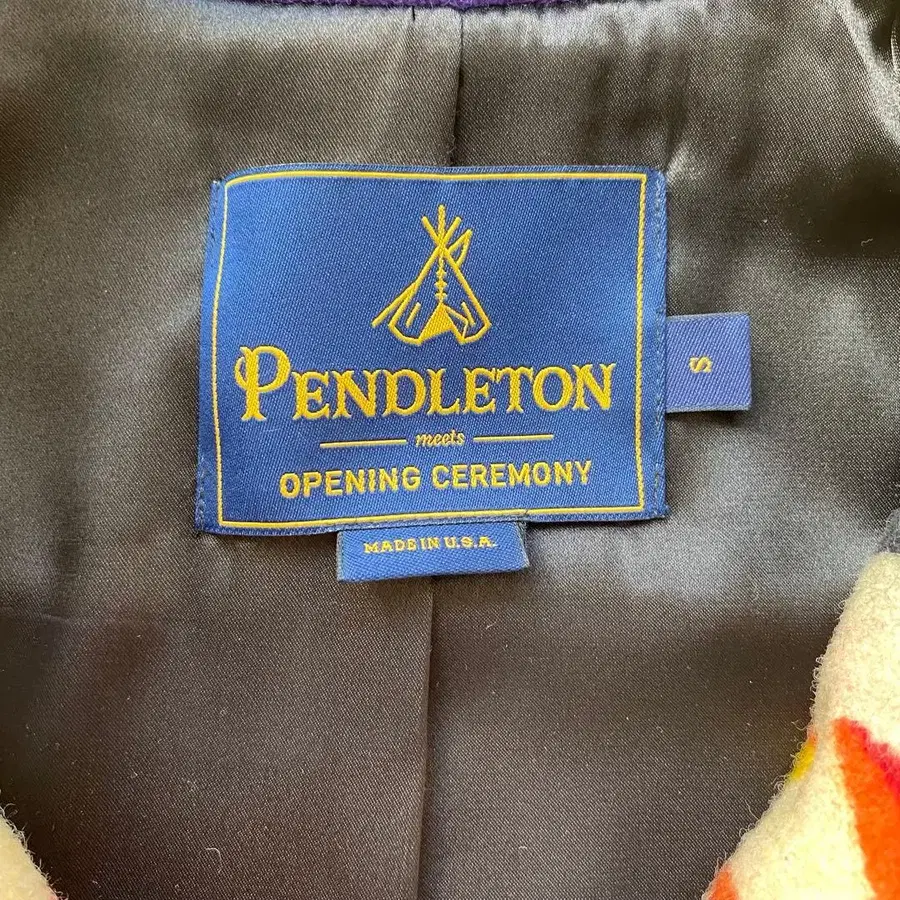 PENDLETON
meets
OPENING CEREMONY
S
MADE IN U.S.A.